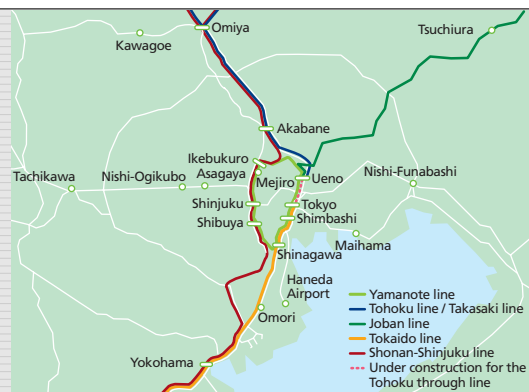 Omiya
Tsuchiura
Kawagoe
Akabane
Ikebukuro
Nishi-Ogikubo
Asagaya
Tachikawa
Mejiro
Ueno
Nishi-Funabashi
Shinjuku
Tokyo
Shibuya
Shimbashi
Maihama
Shinagawa
Haneda
Airport
Omori
Yokohama
Yamanote line
Tohoku line / Takasaki line
Joban line
Tokaido line
Shonan-Shinjuku line
Under construction for the
Tohoku through line